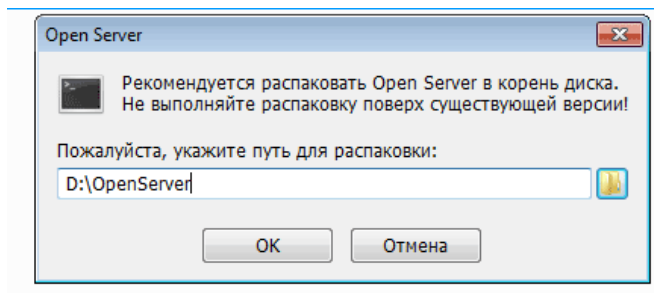 Open Server
Рекомендуется распаковать Open Server в корень диска.
Не выполняйте распаковку поверх существующей версии!
Пожалуйста, укажите путь для распаковки:
D:\OpenServer
OK
Отмена